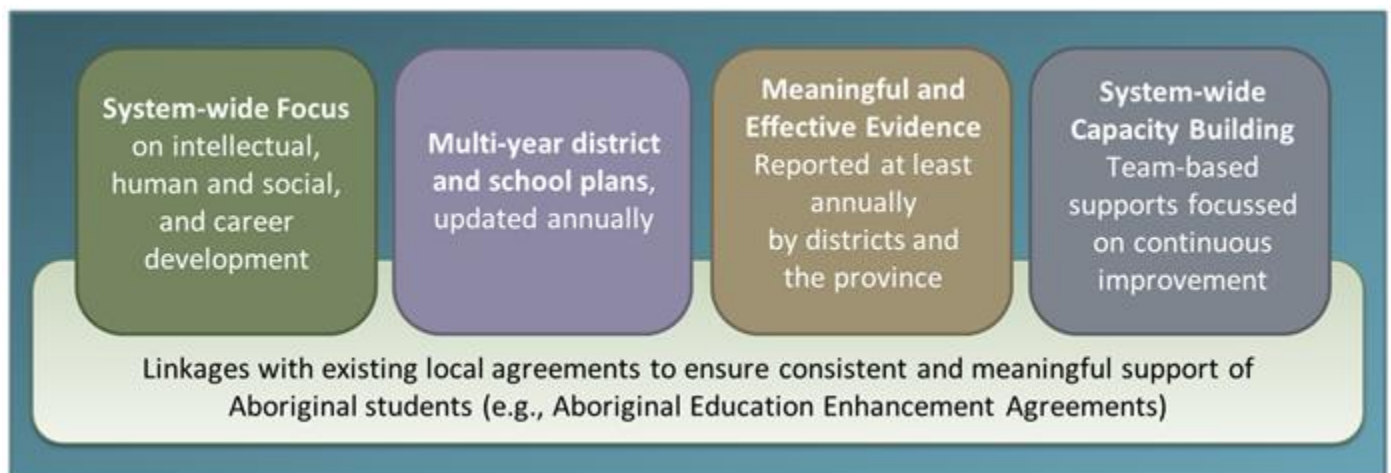 System-wide Focus
on intellectual,
human and social,
and career
development
Multi-year district
and school plans,
updated annually
Meaningful and
Effective Evidence
Reported at least
annually
by districts and
the province
System-wide
Capacity Building
Team-based
supports focussed
on continuous
improvement
Linkages with existing local agreements to ensure consistent and meaningful support of
Aboriginal students (e.g., Aboriginal Education Enhancement Agreements)